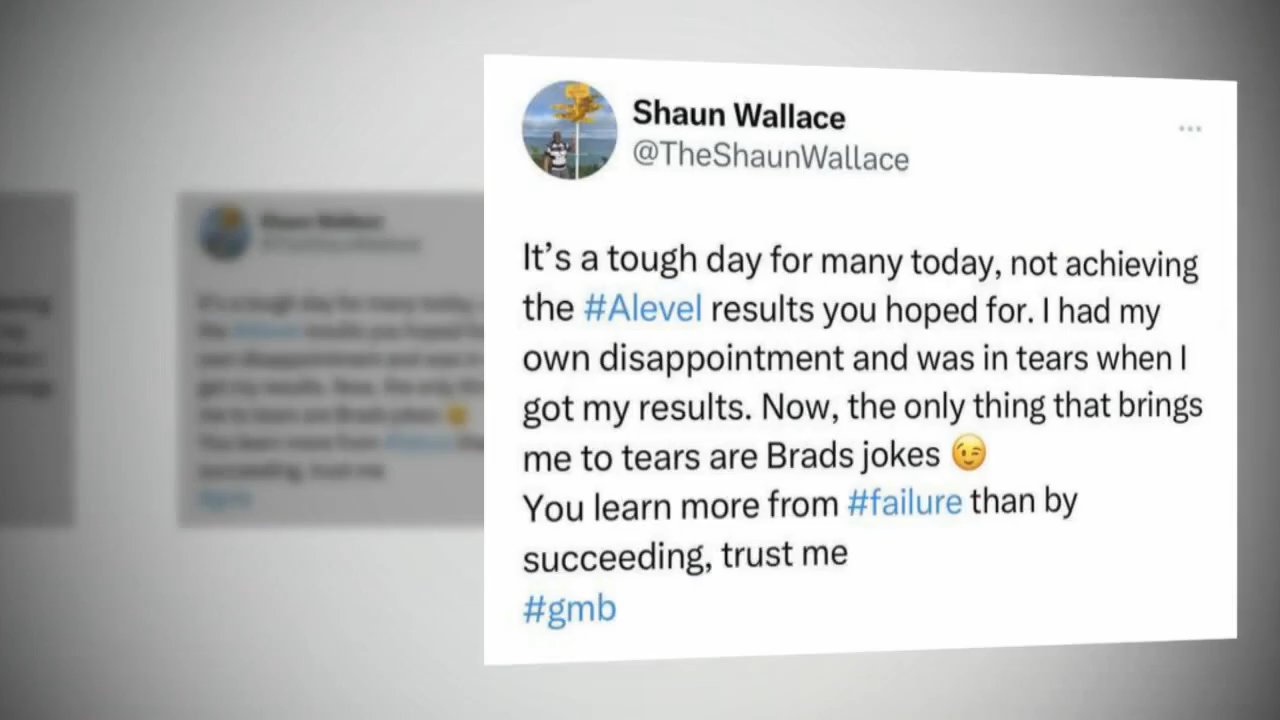 Shaun Wallace
@TheShaunWallace
It's a tough day for many today, not achieving
the #Alevel results you hoped for. I had my
own disappointment and was in tears when I
got my results. Now, the only thing that brings
me to tears are Brads jokes 😉
You learn more from #failure than by
succeeding, trust me
#gmb